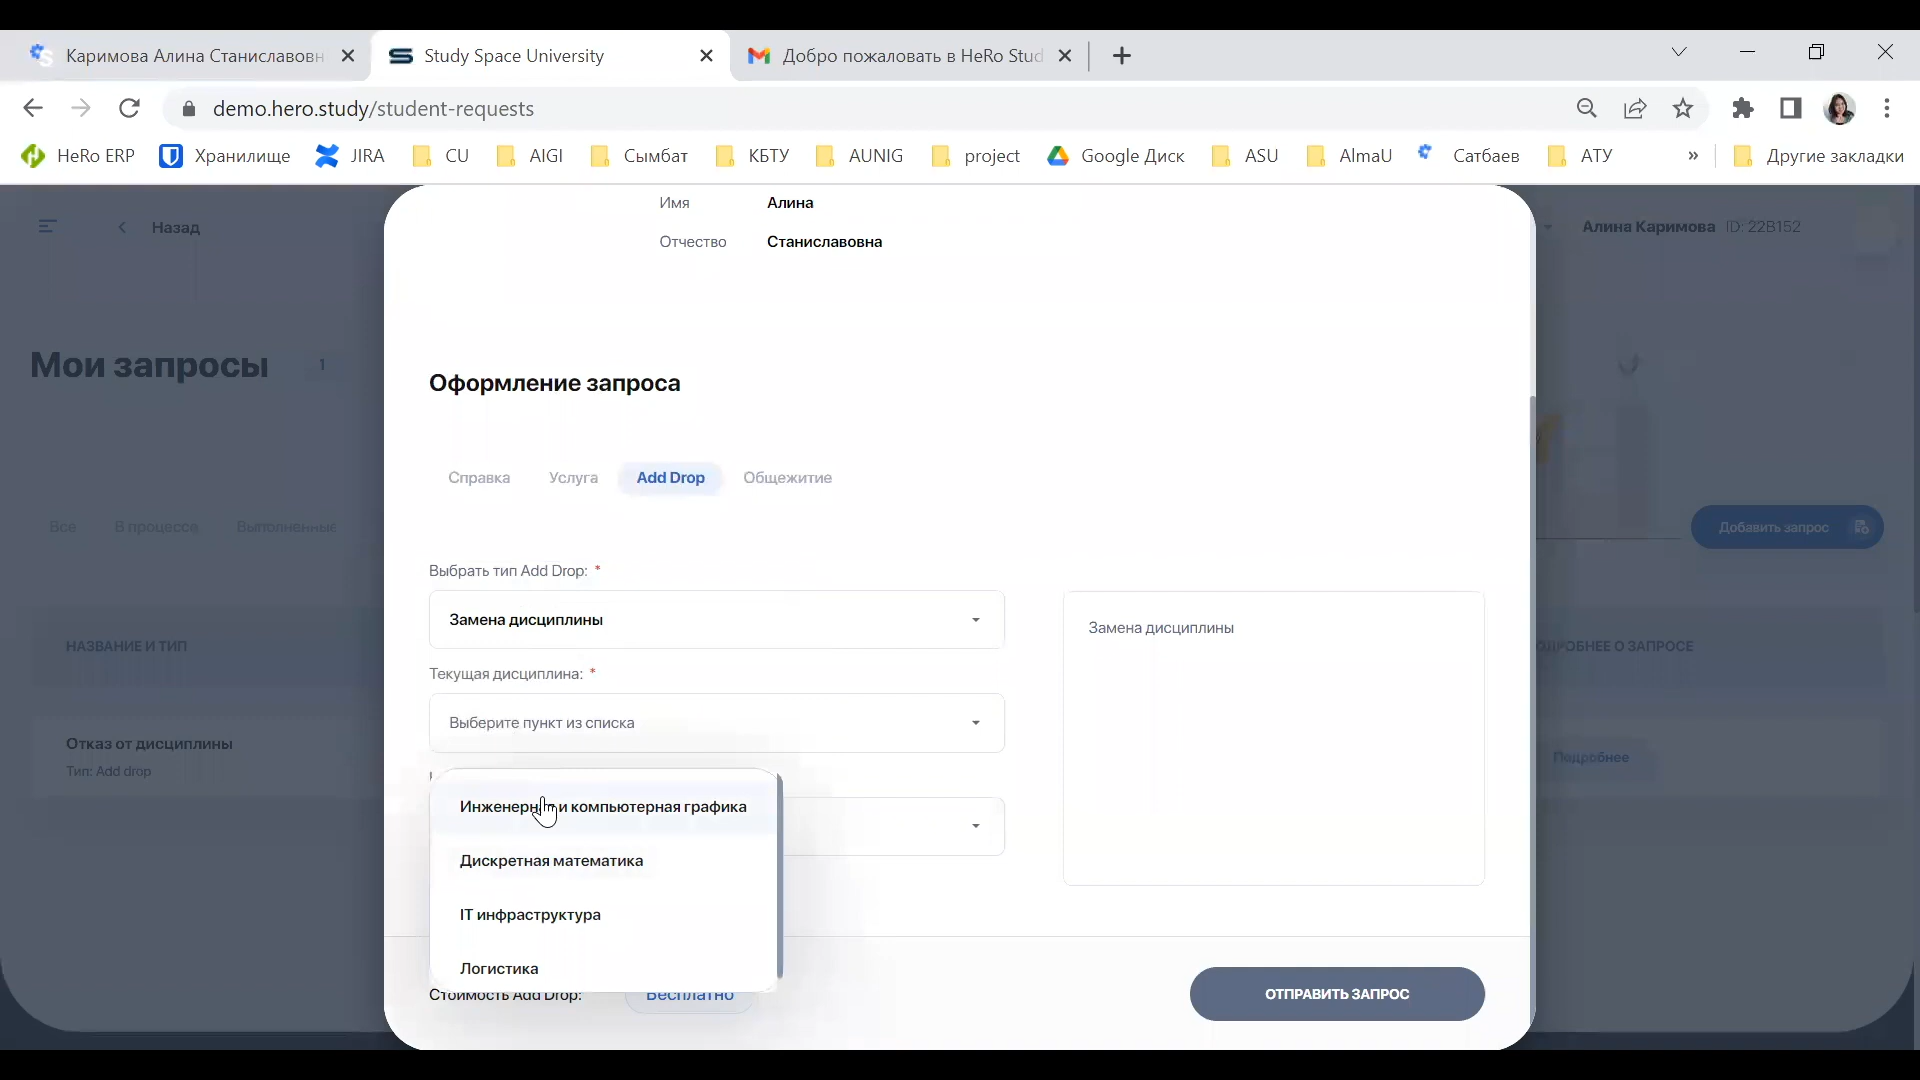 Каримова Алина Станиславовн
Study Space University
Добро пожаловать в HeRo Stud
demo.hero.study/student-requests
HeRo ERP
Хранилище
JIRA
CU
AIGI
Сымбат
КБТУ
AUNIG
project
Google Диск
ASU
AlmaU
Сатбаев
АТУ
»
Другие закладки
Назад
Имя
Алина
Алина Каримова ID: 22B152
Отчество
Станиславовна
Мои запросы 1
Оформление запроса
Справка
Услуга
Add Drop
Общежитие
Все
В процессе
Выполненные
Добавить запрос
Выбрать тип Add Drop: *
Замена дисциплины
Замена дисциплины
НАЗВАНИЕ И ТИП
ОДРОБНЕЕ О ЗАПРОСЕ
Текущая дисциплина: *
Выберите пункт из списка
Отказ от дисциплины
Тип: Add drop
Подробнее
и компьютерная графика
Дискретная математика
IT инфраструктура
Логистика
Стоимость Add Drop:
Бесплатно
ОТПРАВИТЬ ЗАПРОС